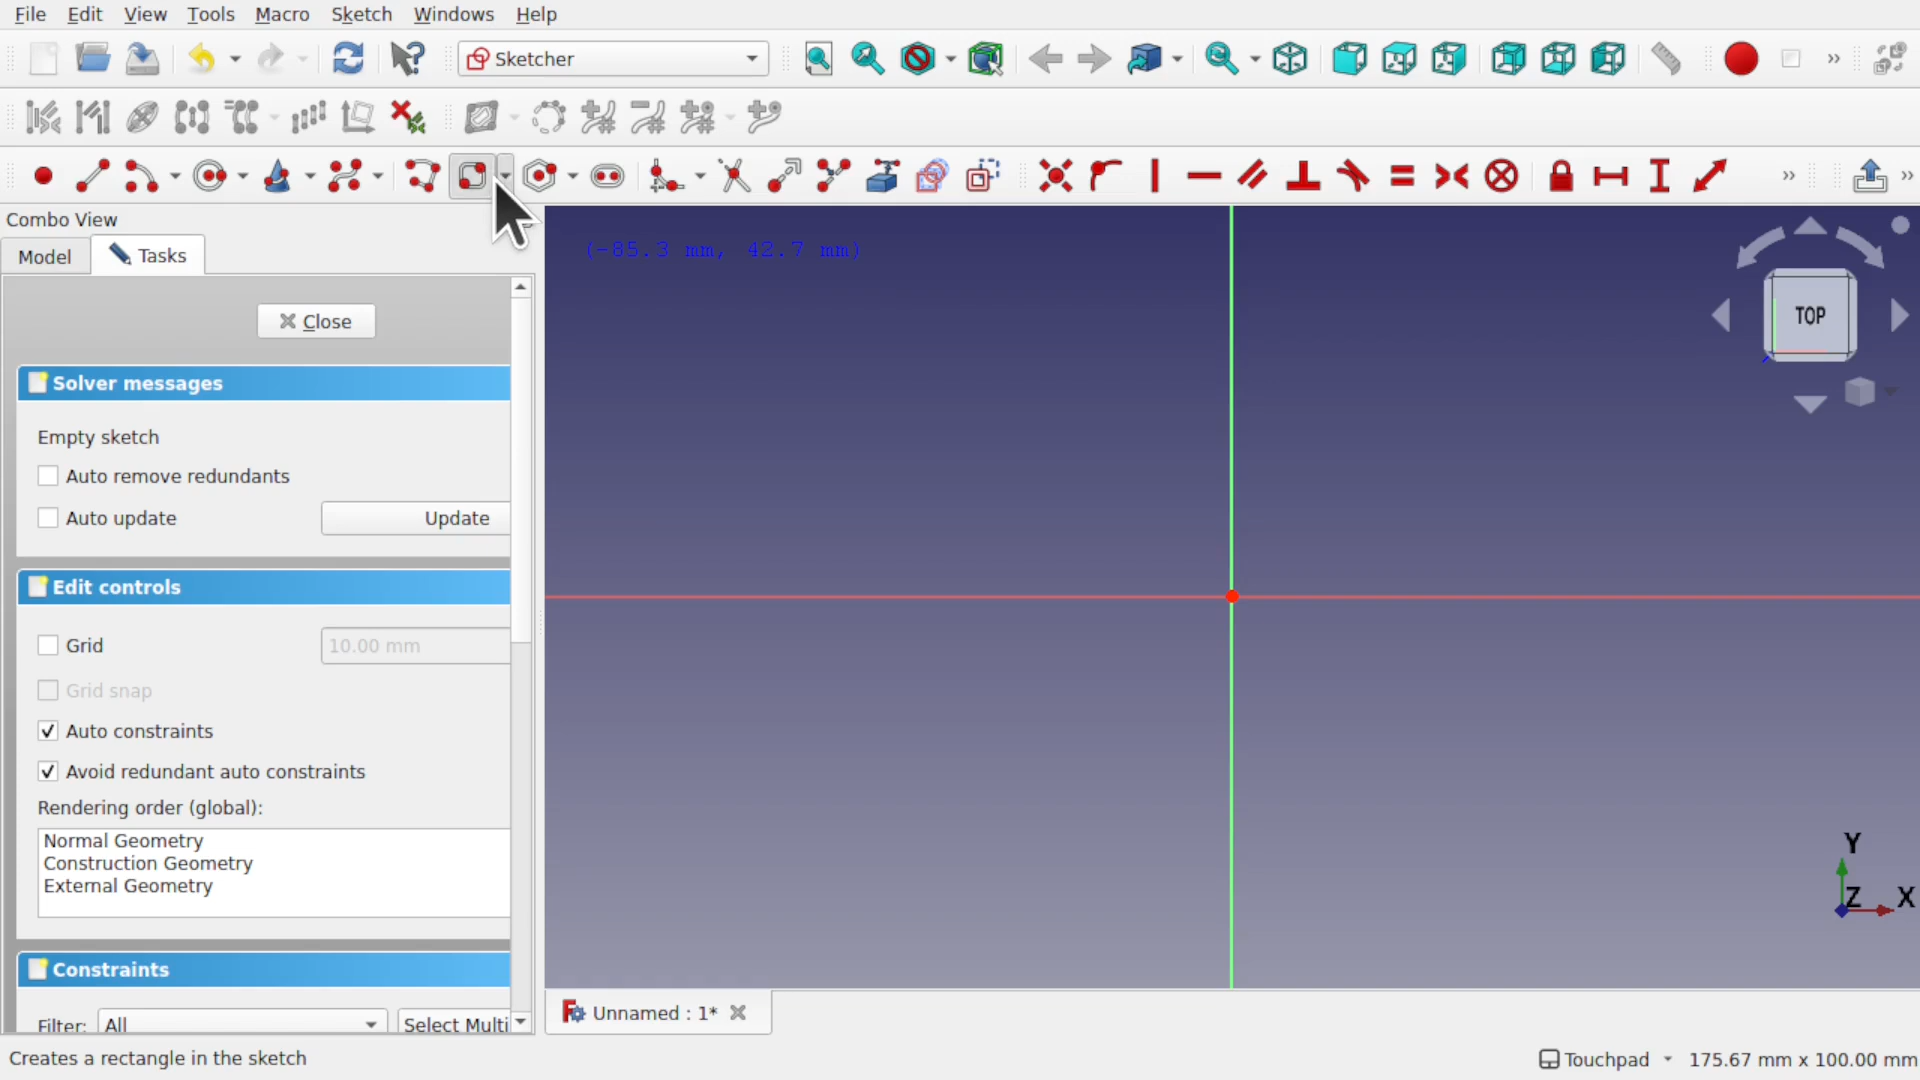 File Edit View Tools Macro Sketch Windows Help
Sketcher
Combo View
Model Tasks
(-85.3 mm, 42.7 mm)
TOP
Close
Solver messages
Empty sketch
Auto remove redundants
Auto update Update
Edit controls
Grid 10.00 mm
Grid snap
Auto constraints
Avoid redundant auto constraints
Rendering order (global):
Normal Geometry
Construction Geometry
External Geometry
Y
Z X
Constraints
Filter: All Select Multi
Unnamed : 1*
Creates a rectangle in the sketch
Touchpad 175.67 mm x 100.00 mm